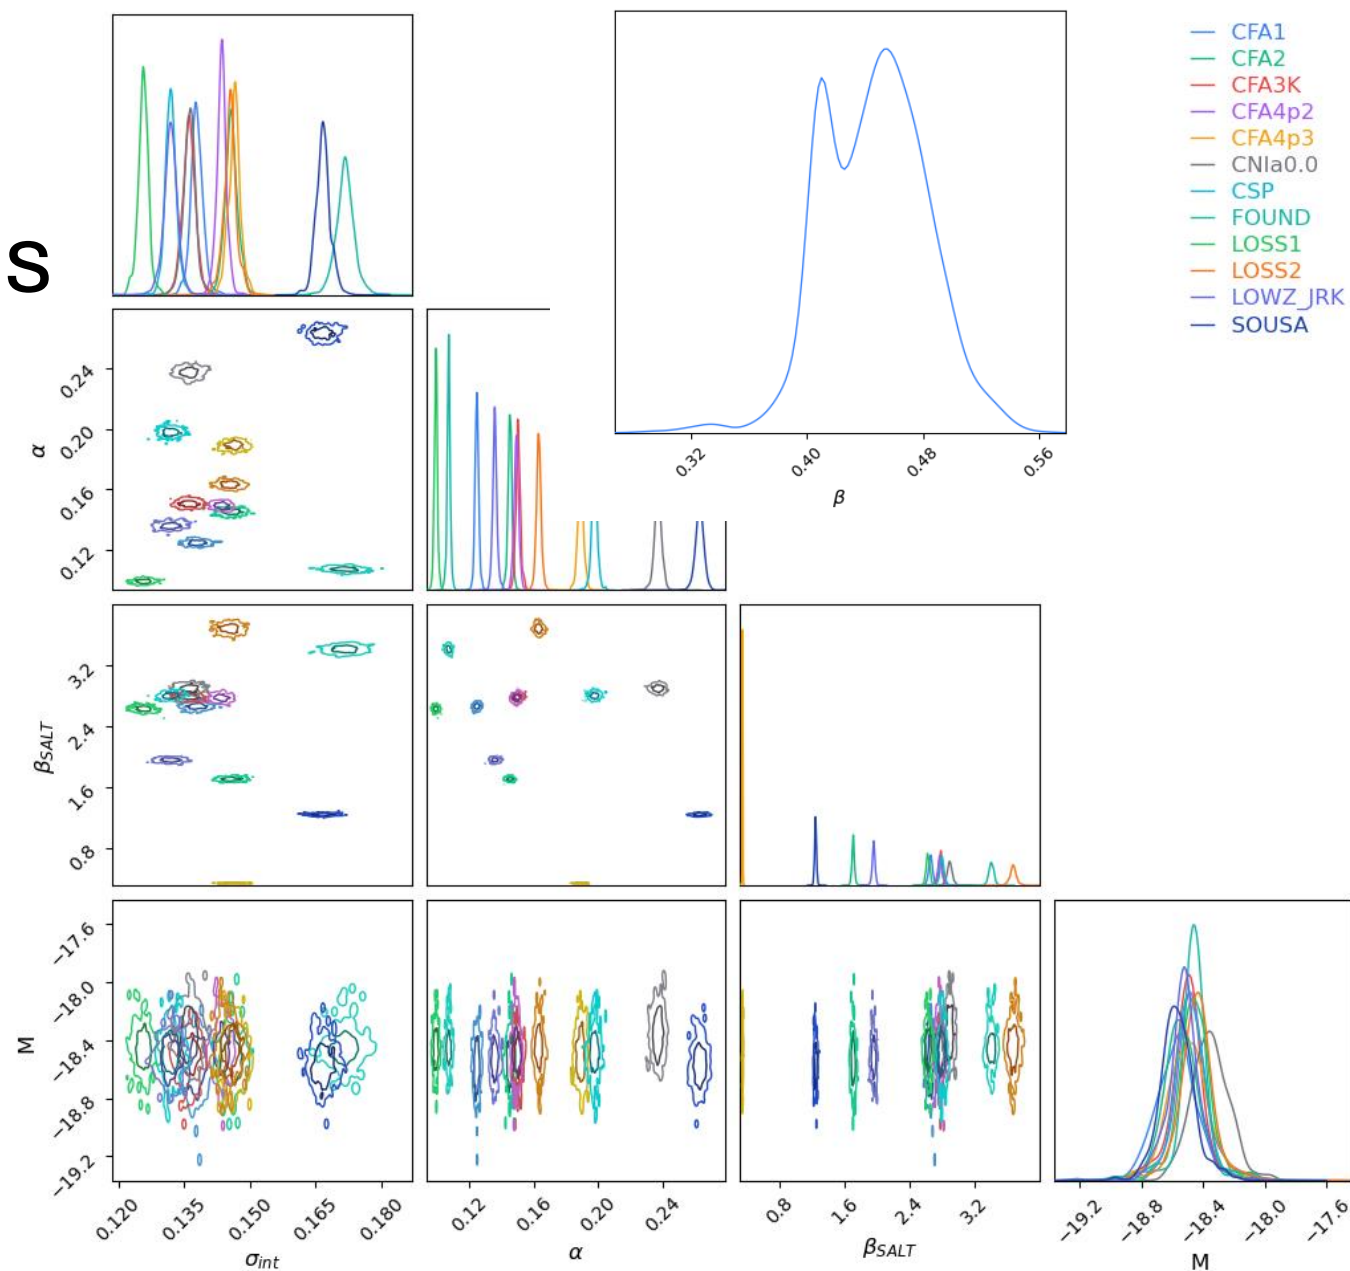 S
CFA1
CFA2
CFA3K
CFA4p2
CFA4p3
CNIa0.0
CSP
FOUND
LOSS1
LOSS2
LOWZ_JRK
SOUSA
0.32
0.40
0.48
0.56
β
0.24
0.20
0.16
0.12
α
3.2
2.4
1.6
0.8
βSALT
−17.6
−18.0
−18.4
−18.8
−19.2
M
0.120
0.135
0.150
0.165
0.180
σint
0.12
0.16
0.20
0.24
α
0.8
1.6
2.4
3.2
βSALT
−19.2
−18.8
−18.4
−18.0
−17.6
M